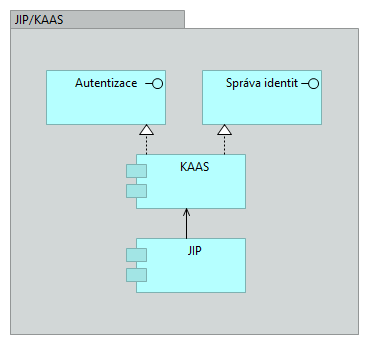 JIP/KAAS
Autentizace
Správa identit
KAAS
JIP